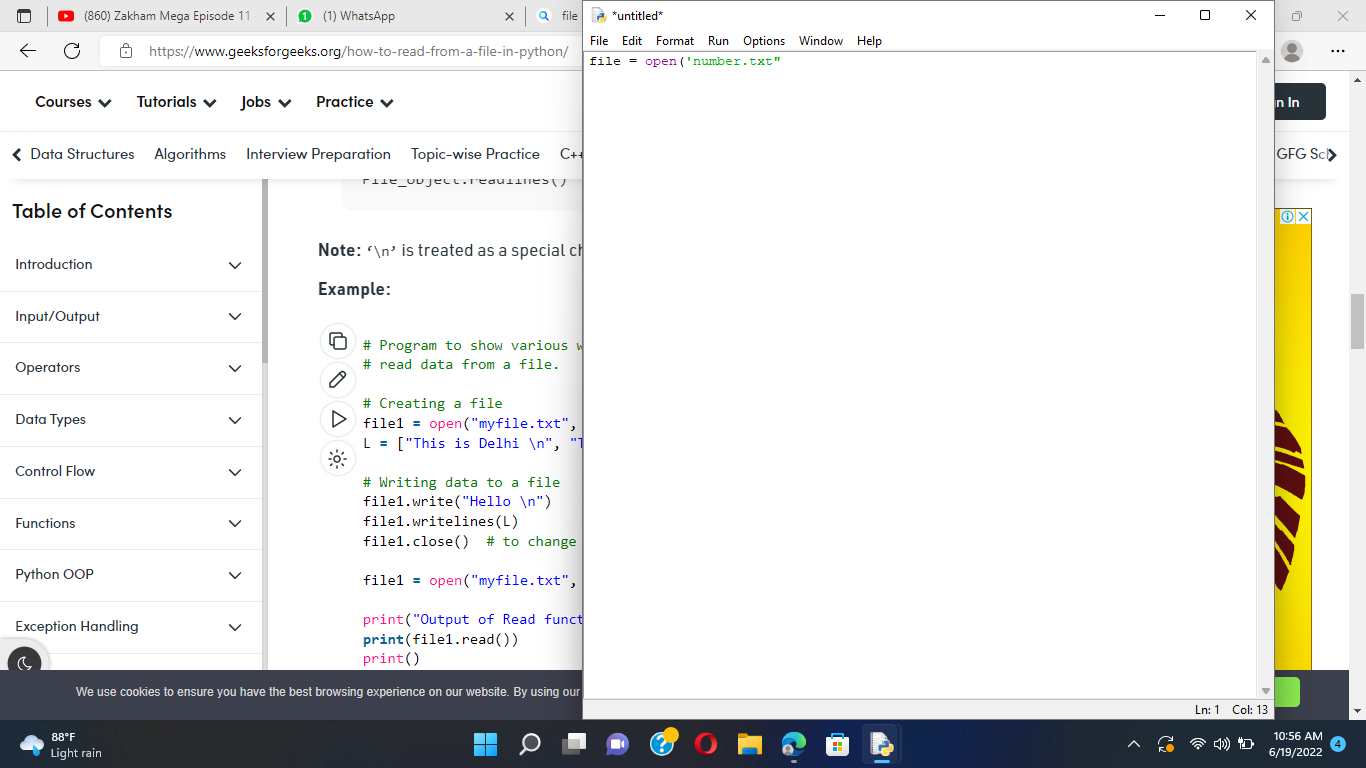 (860) Zakham Mega Episode 11
(1) WhatsApp
file
https://www.geeksforgeeks.org/how-to-read-from-a-file-in-python/
Courses Tutorials Jobs Practice
n In
Data Structures Algorithms Interview Preparation Topic-wise Practice C++
GFG Sc
File_object.readlines()
Table of Contents
Introduction
Input/Output
Operators
Data Types
Control Flow
Functions
Python OOP
Exception Handling
Note: ‘\n’ is treated as a special ch
Example:
# Program to show various w
# read data from a file.
# Creating a file
file1 = open("myfile.txt",
L = ["This is Delhi \n", "T
# Writing data to a file
file1.write("Hello \n")
file1.writelines(L)
file1.close()  # to change
file1 = open("myfile.txt",
print("Output of Read funct
print(file1.read())
print()
We use cookies to ensure you have the best browsing experience on our website. By using our
*untitled*
File Edit Format Run Options Window Help
file = open('number.txt"
Ln: 1 Col: 13
88°F
Light rain
10:56 AM
6/19/2022
4